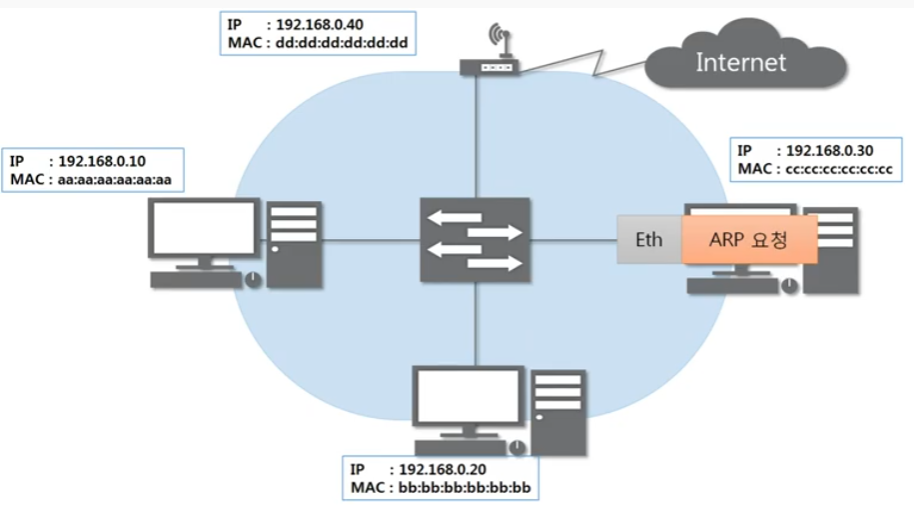 IP : 192.168.0.40
MAC : dd:dd:dd:dd:dd:dd
Internet
IP : 192.168.0.10
MAC : aa:aa:aa:aa:aa:aa
IP : 192.168.0.30
MAC : cc:cc:cc:cc:cc:cc
Eth
ARP 요청
IP : 192.168.0.20
MAC : bb:bb:bb:bb:bb:bb